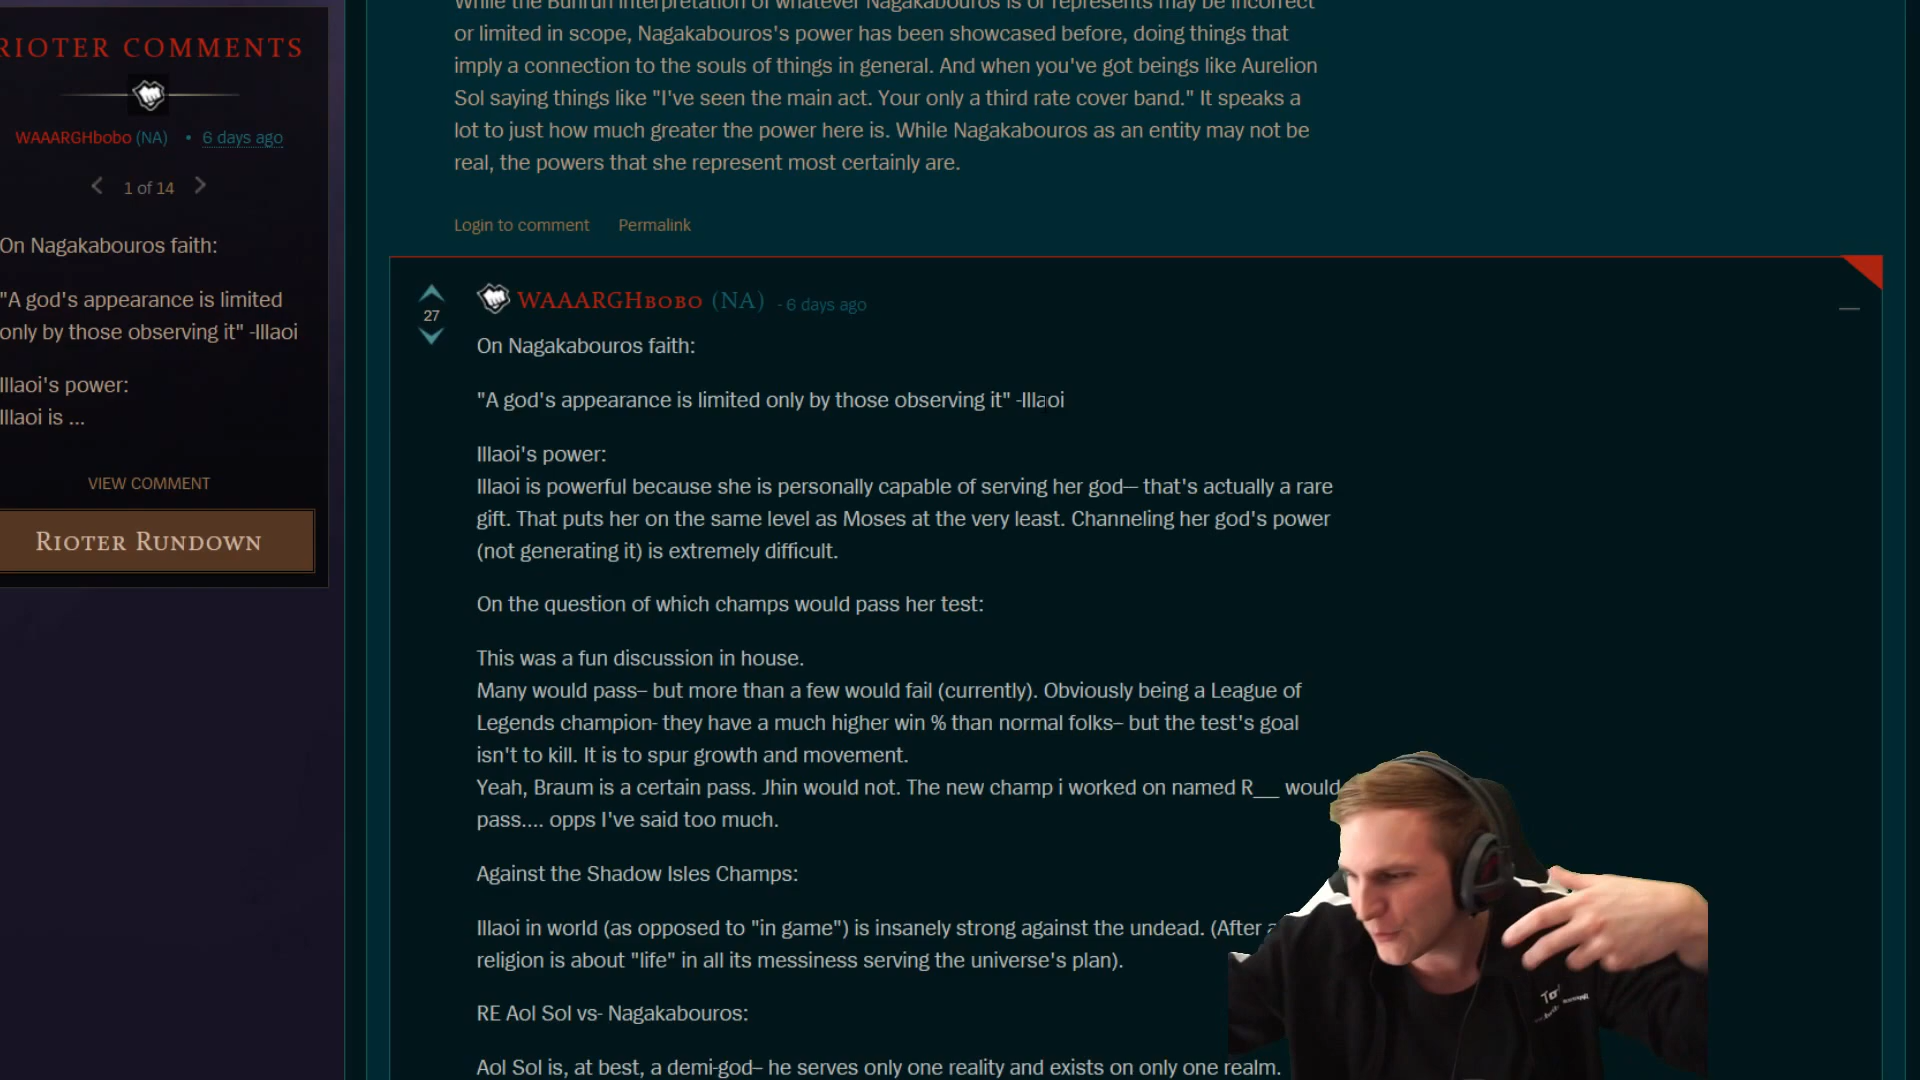 RIOTER COMMENTS
WAAARGHbobo (NA) • 6 days ago
1 of 14
On Nagakabouros faith:
"A god's appearance is limited
only by those observing it" -Illaoi
Illaoi's power:
Illaoi is ...
VIEW COMMENT
RIOTER RUNDOWN
While the Buhrun interpretation of whatever Nagakabouros is or represents may be incorrect
or limited in scope, Nagakabouros's power has been showcased before, doing things that
imply a connection to the souls of things in general. And when you've got beings like Aurelion
Sol saying things like "I've seen the main act. Your only a third rate cover band." It speaks a
lot to just how much greater the power here is. While Nagakabouros as an entity may not be
real, the powers that she represent most certainly are.
Login to comment Permalink
27
WAAARGHBOBO (NA) - 6 days ago
On Nagakabouros faith:
"A god's appearance is limited only by those observing it" -Illaoi
Illaoi's power:
Illaoi is powerful because she is personally capable of serving her god— that's actually a rare
gift. That puts her on the same level as Moses at the very least. Channeling her god's power
(not generating it) is extremely difficult.
On the question of which champs would pass her test:
This was a fun discussion in house.
Many would pass– but more than a few would fail (currently). Obviously being a League of
Legends champion- they have a much higher win % than normal folks– but the test's goal
isn't to kill. It is to spur growth and movement.
Yeah, Braum is a certain pass. Jhin would not. The new champ i worked on named R__ would
pass.... opps I've said too much.
Against the Shadow Isles Champs:
Illaoi in world (as opposed to "in game") is insanely strong against the undead. (After
religion is about "life" in all its messiness serving the universe's plan).
RE Aol Sol vs- Nagakabouros:
Aol Sol is, at best, a demi-god– he serves only one reality and exists on only one realm.